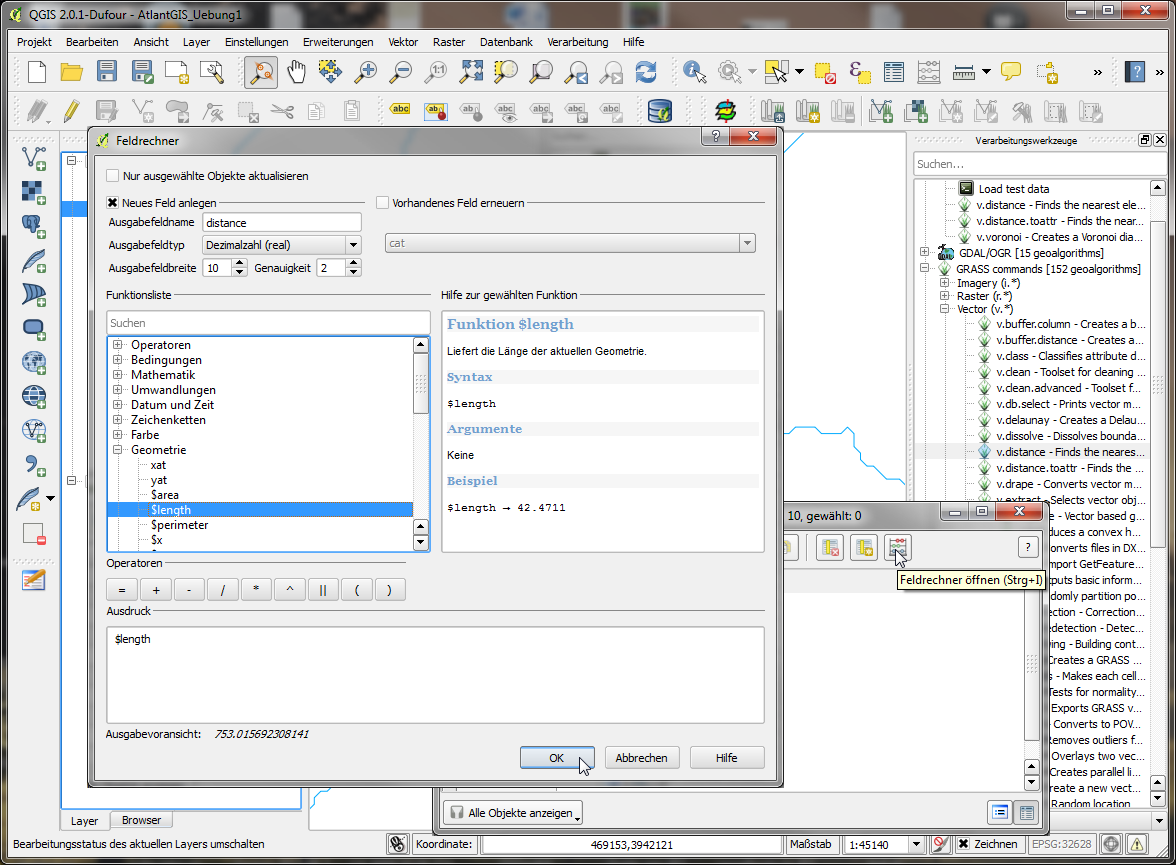 QGIS 2.0.1-Dufour - AtlantGIS_Uebung1
Projekt Bearbeiten Ansicht Layer Einstellungen Erweiterungen Vektor Raster Datenbank Verarbeitung Hilfe
Feldrechner
Nur ausgewählte Objekte aktualisieren
Neues Feld anlegen
Vorhandenes Feld erneuern
Ausgabefeldname distance
Ausgabefeldtyp Dezimalzahl (real)
cat
Ausgabefeldbreite 10 Genauigkeit 2
Funktionsliste
Suchen
Operatoren
Bedingungen
Mathematik
Umwandlungen
Datum und Zeit
Zeichenketten
Farbe
Geometrie
xat
yat
$area
$length
$perimeter
$x
Hilfe zur gewählten Funktion
Funktion $length
Liefert die Länge der aktuellen Geometrie.
Syntax
$length
Argumente
Keine
Beispiel
$length → 42.4711
Operatoren
= + - / * ^ || ( )
Ausdruck
$length
Ausgabevoransicht: 753.015692308141
OK Abbrechen Hilfe
10, gewählt: 0
?
Feldrechner öffnen (Strg+I)
Alle Objekte anzeigen
Verarbeitungswerkzeuge
Suchen...
Load test data
v.distance - Finds the nearest ele...
v.distance.toattr - Finds the near...
v.voronoi - Creates a Voronoi dia...
GDAL/OGR [15 geoalgorithms]
GRASS commands [152 geoalgorithms]
Imagery (i.*)
Raster (r.*)
Vector (v.*)
v.buffer.column - Creates a b...
v.buffer.distance - Creates a...
v.class - Classifies attribute d...
v.clean - Toolset for cleaning ...
v.clean.advanced - Toolset f...
v.db.select - Prints vector m...
v.delaunay - Creates a Delau...
v.dissolve - Dissolves bounda...
v.distance - Finds the neares...
v.distance.toattr - Finds the ...
v.drape - Converts vector m...
v.extract - Selects vector obj...
e - Vector based g...
oduces a convex h...
onverts files in DX...
mport GetFeature...
tputs basic inform...
ndomly partition po...
ection - Correction...
edetection - Detec...
ing - Building cont...
Creates a GRASS ...
s - Makes each cell...
Tests for normality...
Exports GRASS v...
- Converts to POV...
Removes outliers f...
Overlays two vec...
Creates parallel li...
reate a new vect...
Random location
Layer Browser
Bearbeitungsstatus des aktuellen Layers umschalten
Koordinate: 469153,3942121 Maßstab 1:45140 Zeichnen EPSG:32628